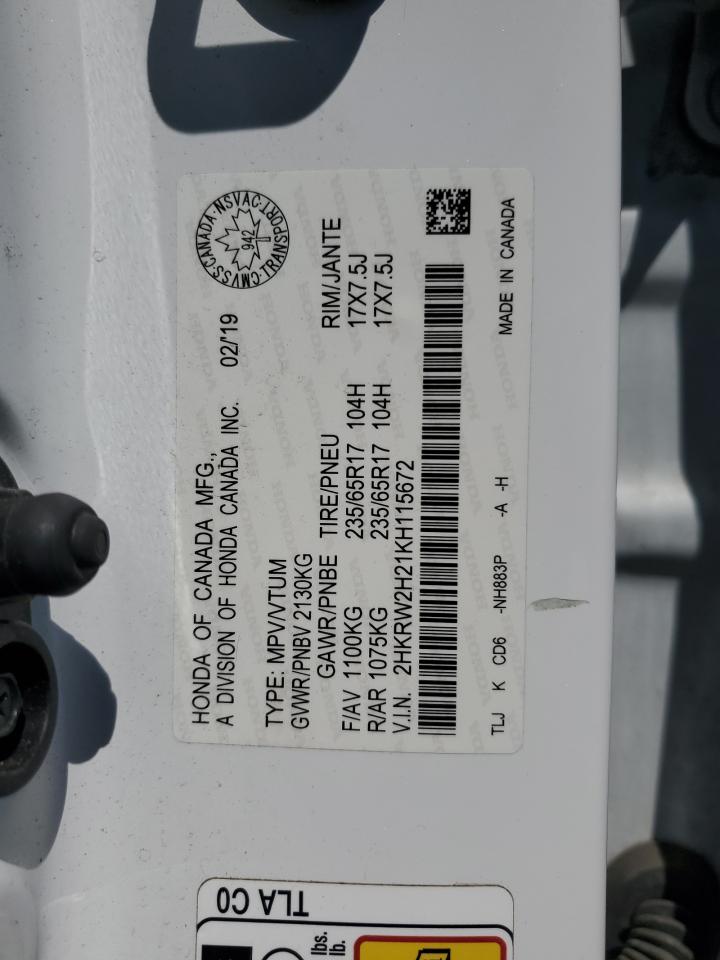 HONDA OF CANADA MFG.,
A DIVISION OF HONDA CANADA INC. 02/'19
CMVSS·CANADA·NSVAC·TRANSPORT
942
TYPE: MPV/VTUM
GVWR/PNBV 2130KG
GAWR/PNBE TIRE/PNEU RIM/JANTE
F/AV 1100KG 235/65R17 104H 17X7.5J
R/AR 1075KG 235/65R17 104H 17X7.5J
V.I.N. 2HKRW2H21KH115672
TLJ K CD6 -NH883P -A -H MADE IN CANADA
TLA C0
lbs.
lb.